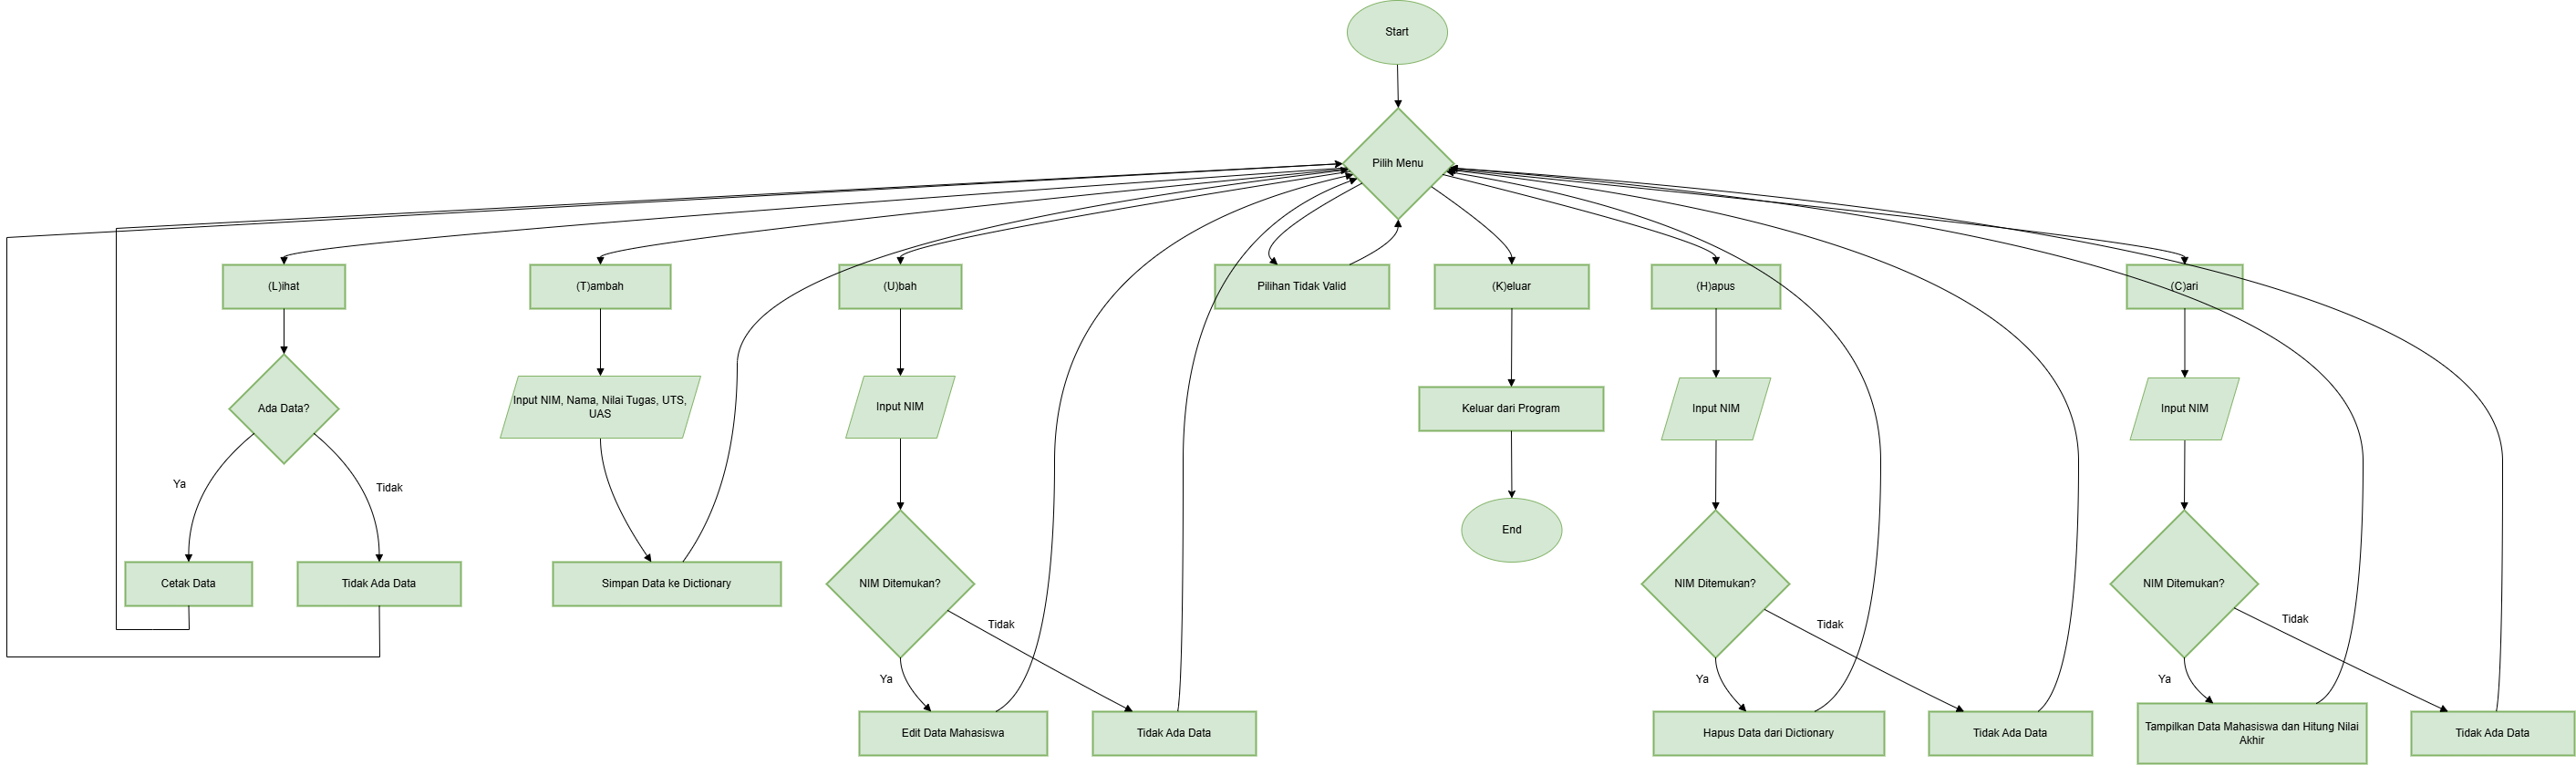 Start
Pilih Menu
(L)ihat
(T)ambah
(U)bah
Pilihan Tidak Valid
(K)eluar
(H)apus
(C)ari
Ada Data?
Input NIM, Nama, Nilai Tugas, UTS,
UAS
Input NIM
Keluar dari Program
Input NIM
Input NIM
Ya
Tidak
End
Cetak Data
Tidak Ada Data
Simpan Data ke Dictionary
NIM Ditemukan?
NIM Ditemukan?
NIM Ditemukan?
Tidak
Tidak
Tidak
Ya
Ya
Ya
Edit Data Mahasiswa
Tidak Ada Data
Hapus Data dari Dictionary
Tidak Ada Data
Tampilkan Data Mahasiswa dan Hitung Nilai
Akhir
Tidak Ada Data